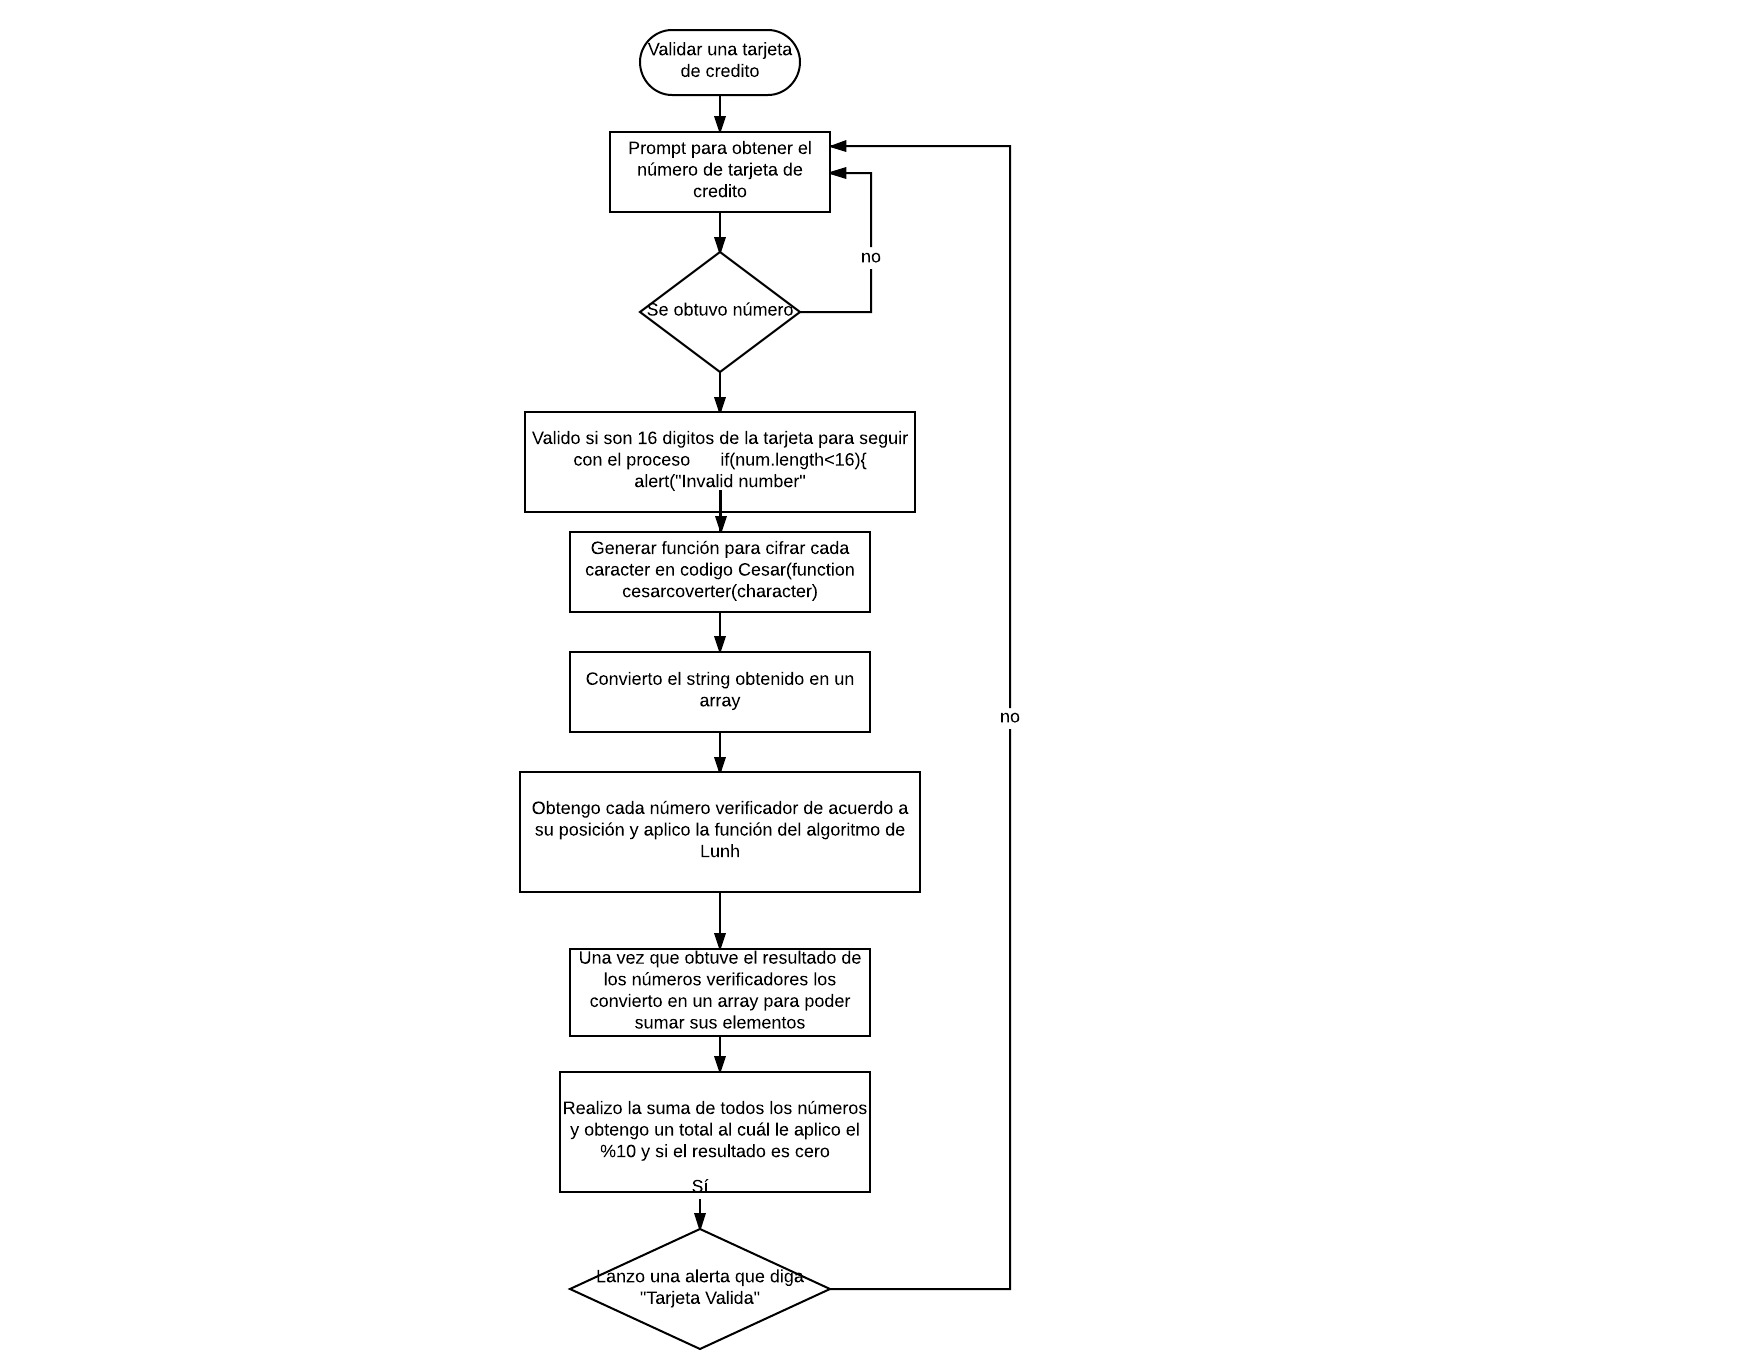 Validar una tarjeta
de credito
Prompt para obtener el
número de tarjeta de
credito
no
Se obtuvo número
Valido si son 16 digitos de la tarjeta para seguir
con el proceso if(num.length<16){
alert("Invalid number"
Generar función para cifrar cada
caracter en codigo Cesar(function
cesarcoverter(character)
Convierto el string obtenido en un
array
no
Obtengo cada número verificador de acuerdo a
su posición y aplico la función del algoritmo de
Lunh
Una vez que obtuve el resultado de
los números verificadores los
convierto en un array para poder
sumar sus elementos
Realizo la suma de todos los números
y obtengo un total al cuál le aplico el
%10 y si el resultado es cero
Sí
Lanzo una alerta que diga
"Tarjeta Valida"